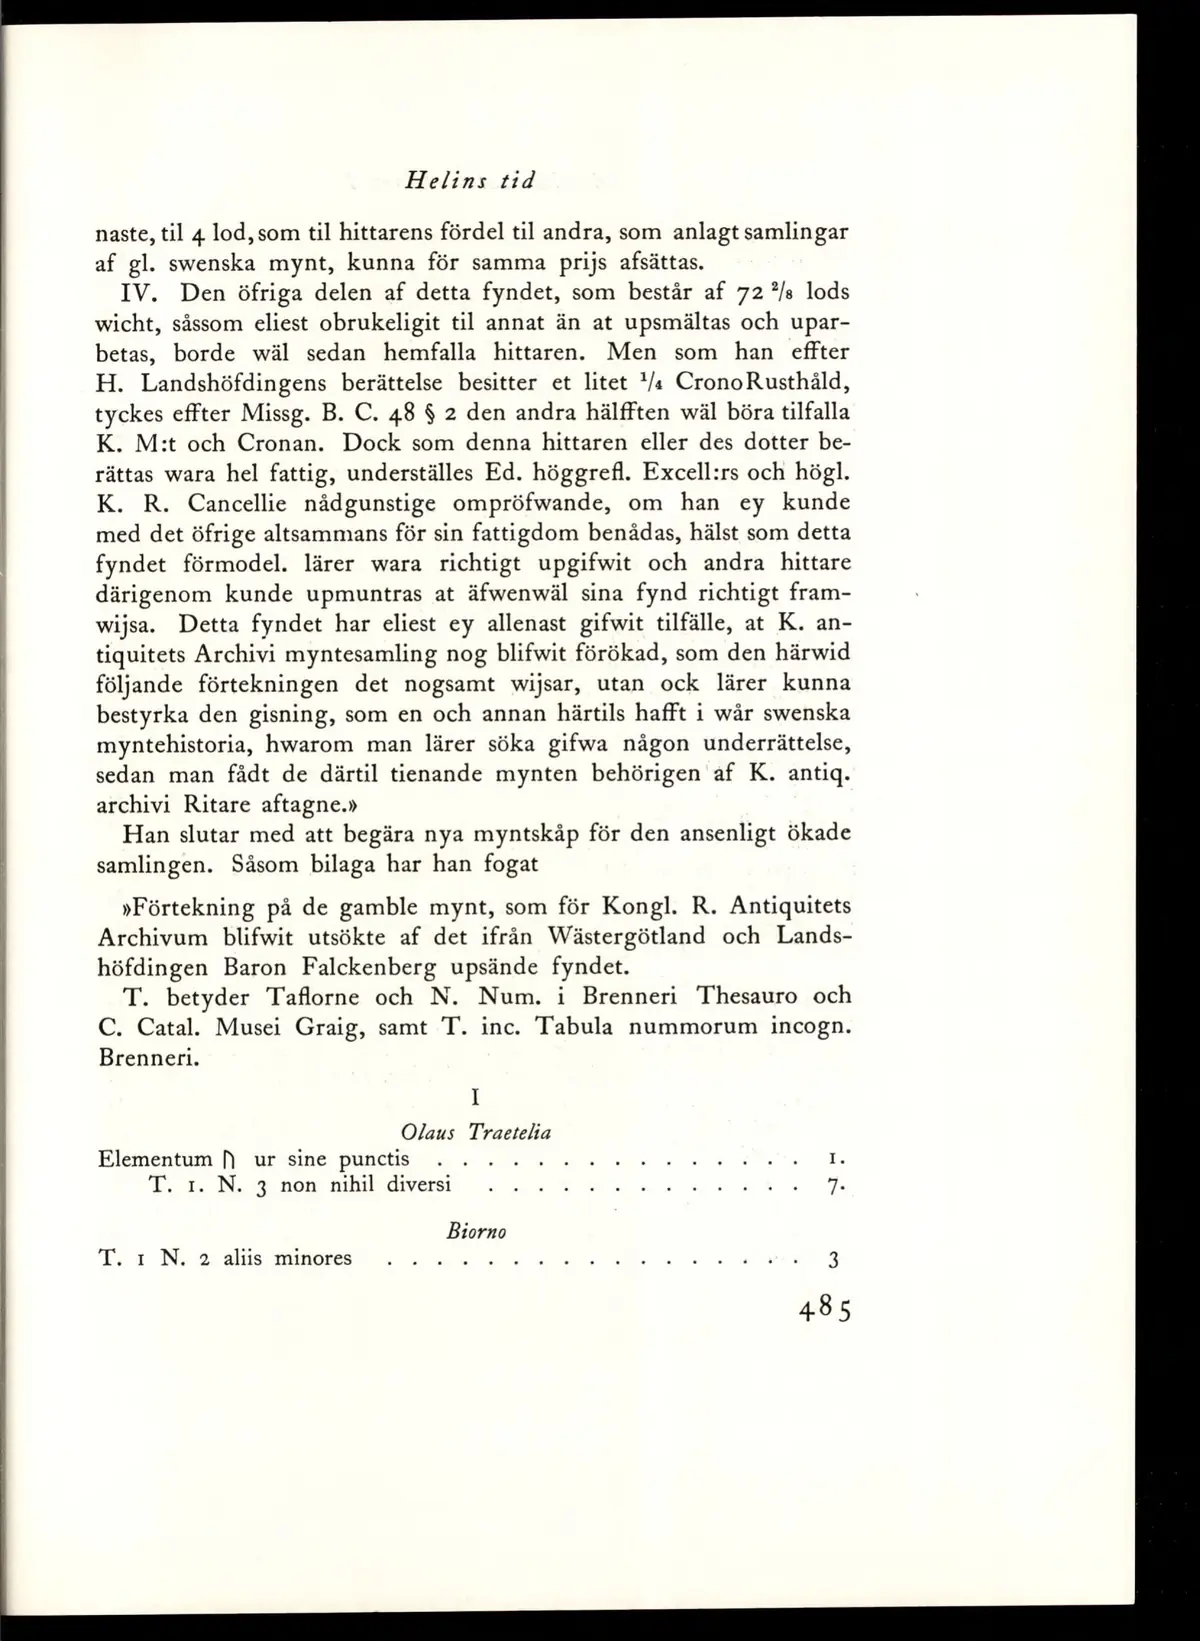 Helins tid
naste, til 4 lod, som til hittarens fördel til andra, som anlagt samlingar
af gl. swenska mynt, kunna för samma prijs afsättas.
IV. Den öfriga delen af detta fyndet, som består af 72 2/8 lods
wicht, såssom eliest obrukeligit til annat än at upsmältas och upar-
betas, borde wäl sedan hemfalla hittaren. Men som han effter
H. Landshöfdingens berättelse besitter et litet 1/4 CronoRusthåld,
tyckes effter Missg. B. C. 48 § 2 den andra hälfften wäl böra tilfalla
K. M:t och Cronan. Dock som denna hittaren eller des dotter be-
rättas wara hel fattig, underställes Ed. höggrefl. Excell:rs och högl.
K. R. Cancellie nådgunstige ompröfwande, om han ey kunde
med det öfrige altsammans för sin fattigdom benådas, hälst som detta
fyndet förmodel. lärer wara richtigt upgifwit och andra hittare
därigenom kunde upmuntras at äfwenwäl sina fynd richtigt fram-
wijsa. Detta fyndet har eliest ey allenast gifwit tilfälle, at K. an-
tiquitets Archivi myntesamling nog blifwit förökad, som den härwid
följande förtekningen det nogsamt wijsar, utan ock lärer kunna
bestyrka den gisning, som en och annan härtils hafft i wår swenska
myntehistoria, hwarom man lärer söka gifwa någon underrättelse,
sedan man fådt de därtil tienande mynten behörigen af K. antiq.
archivi Ritare aftagne.»
Han slutar med att begära nya myntskåp för den ansenligt ökade
samlingen. Såsom bilaga har han fogat
»Förtekning på de gamble mynt, som för Kongl. R. Antiquitets
Archivum blifwit utsökte af det ifrån Wästergötland och Lands-
höfdingen Baron Falckenberg upsände fyndet.
T. betyder Taflorne och N. Num. i Brenneri Thesauro och
C. Catal. Musei Graig, samt T. inc. Tabula nummorum incogn.
Brenneri.
I
Olaus Traetelia
Elementum ᚢ ur sine punctis . . . . . . . . . . . . . . . 1.
T. 1. N. 3 non nihil diversi . . . . . . . . . . . . . 7.
Biorno
T. 1 N. 2 aliis minores . . . . . . . . . . . . . . . . . 3
485